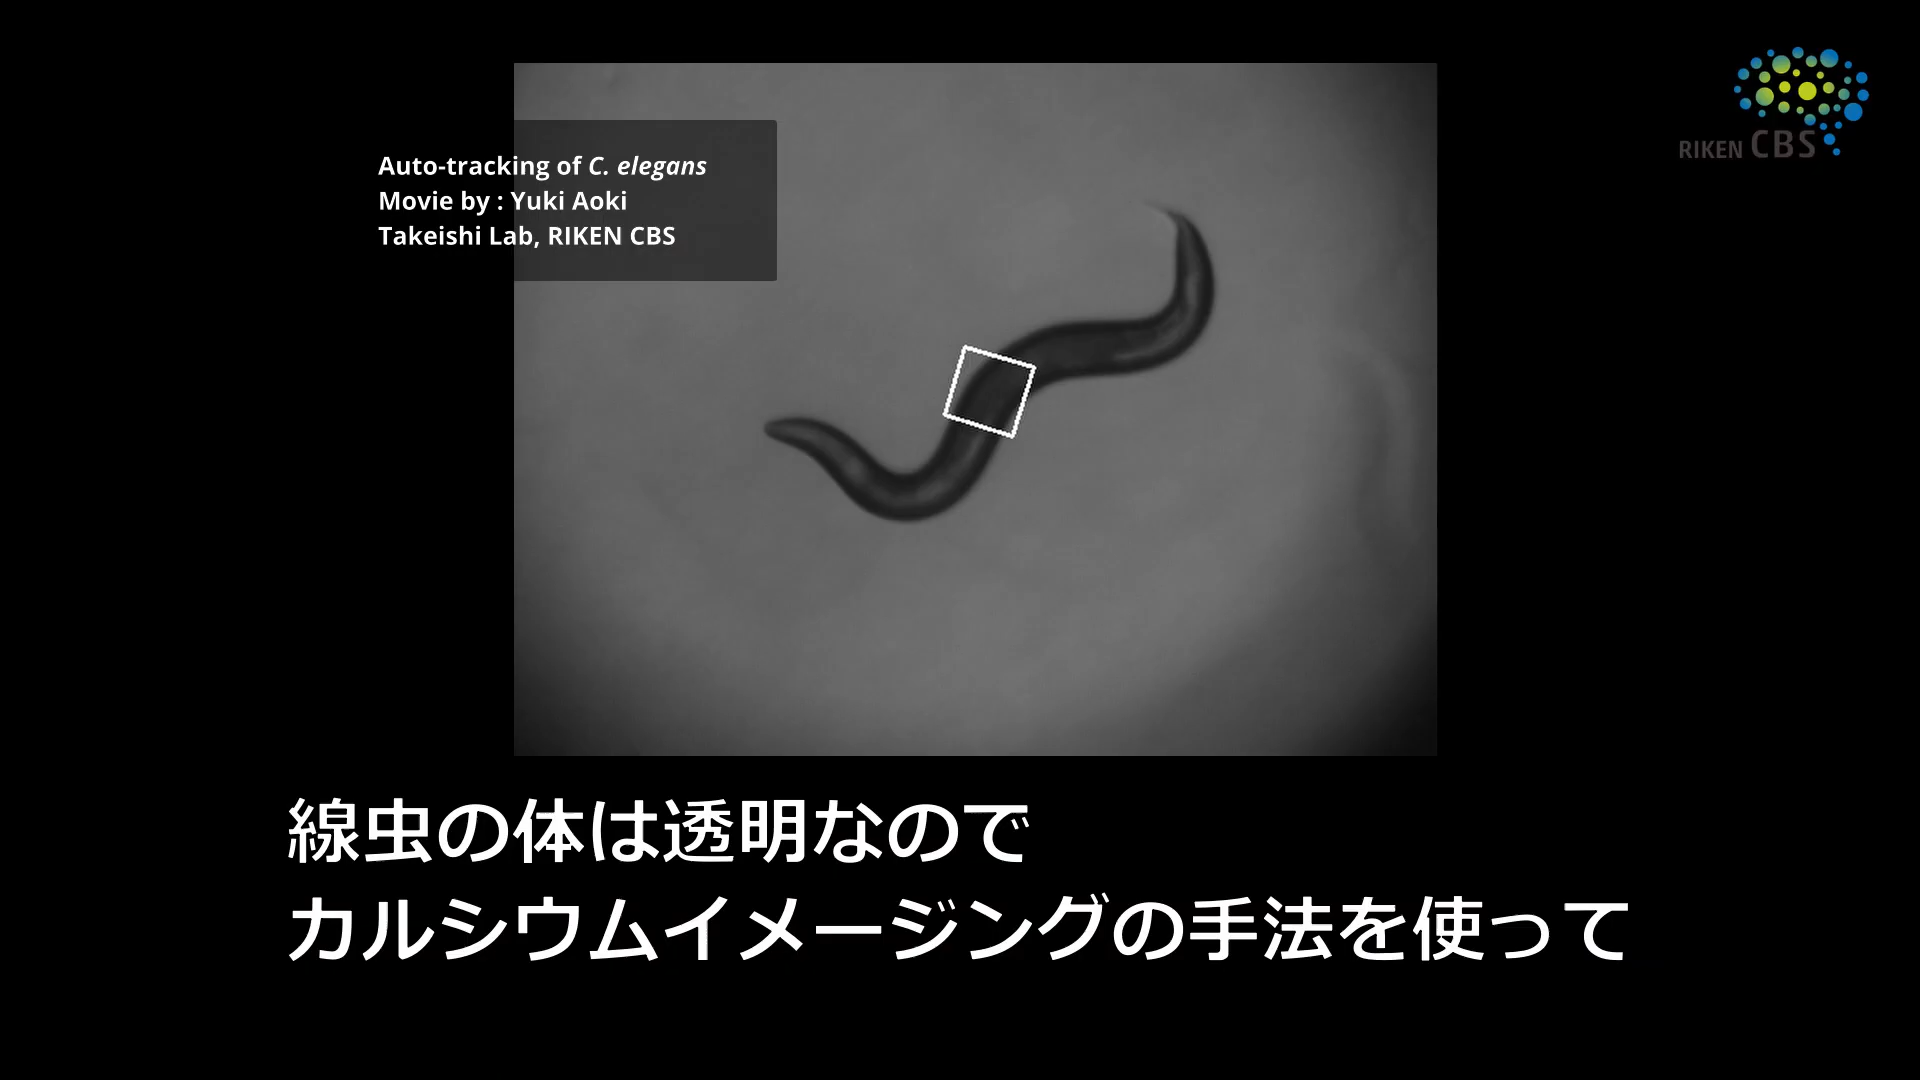 Auto-tracking of C. elegans
Movie by : Yuki Aoki
Takeishi Lab, RIKEN CBS
RIKEN CBS
線虫の体は透明なので
カルシウムイメージングの手法を使って